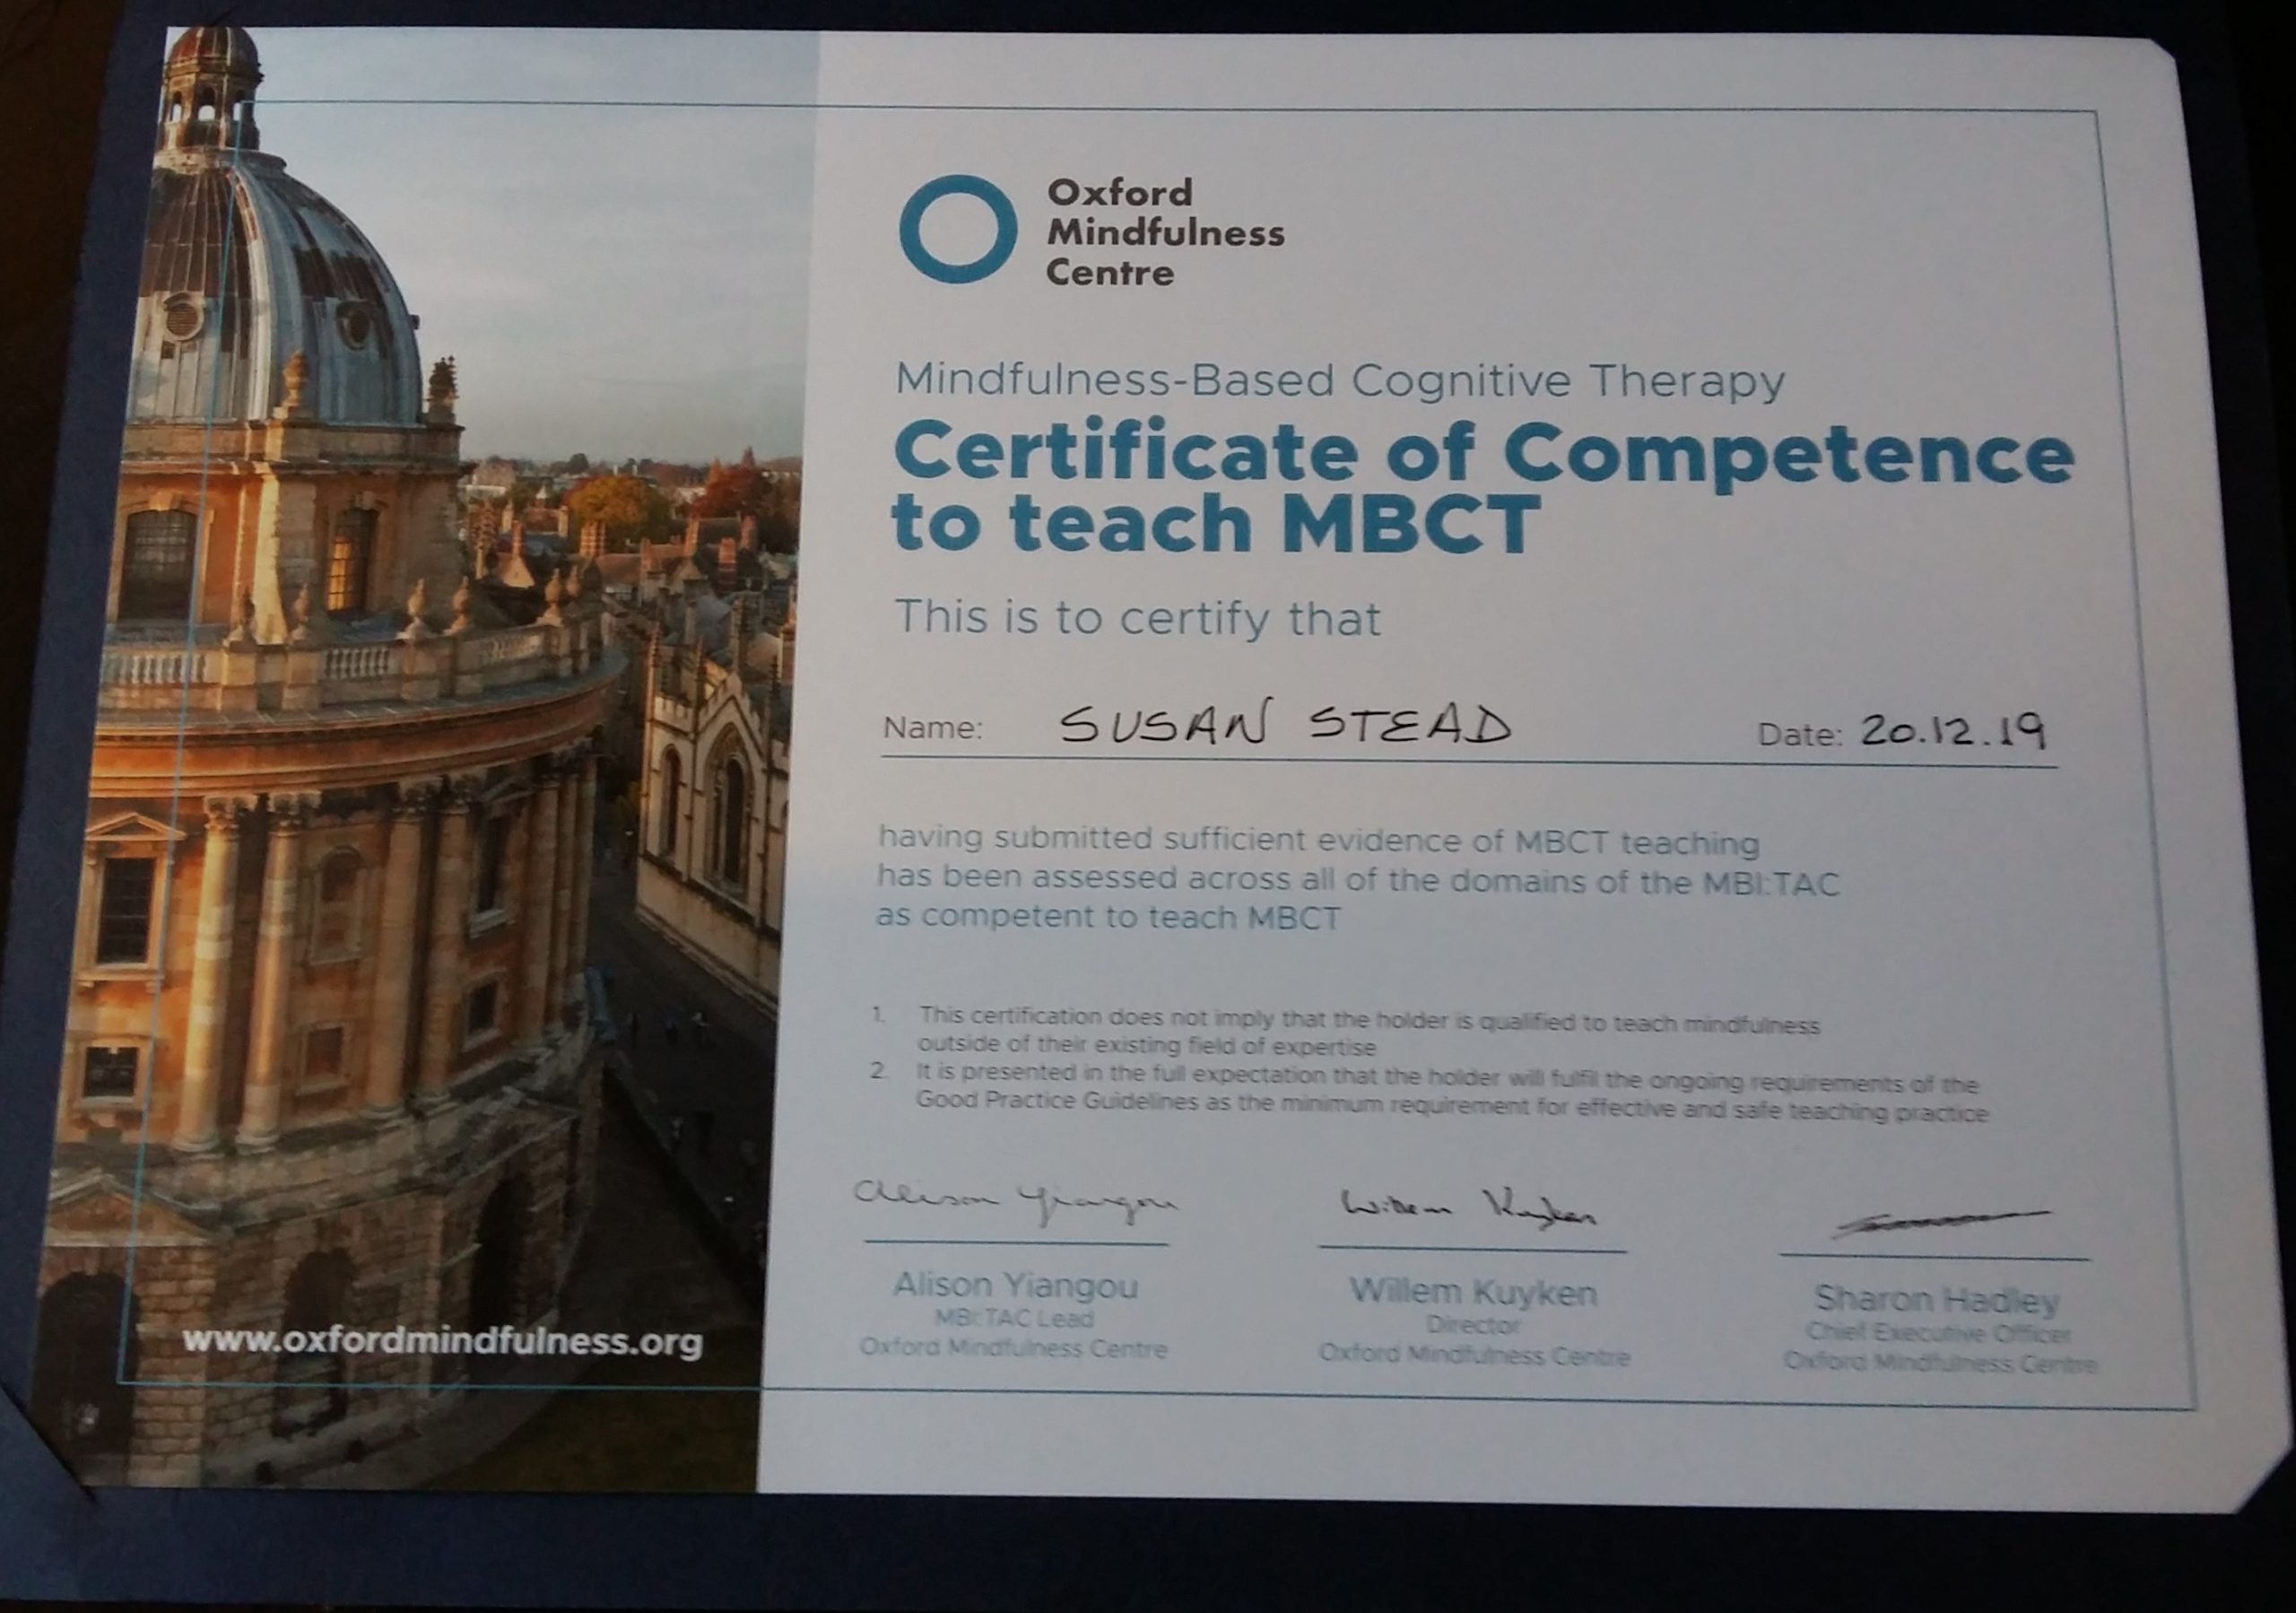 Oxford
Mindfulness
Centre
Mindfulness-Based Cognitive Therapy
Certificate of Competence
to teach MBCT
This is to certify that
Name: SUSAN STEAD Date: 20.12.19
having submitted sufficient evidence of MBCT teaching
has been assessed across all of the domains of the MBI:TAC
as competent to teach MBCT
1. This certification does not imply that the holder is qualified to teach mindfulness
outside of their existing field of expertise
2. It is presented in the full expectation that the holder will fulfil the ongoing requirements of the
Good Practice Guidelines as the minimum requirement for effective and safe teaching practice
Alison Yiangou Willem Kuyken
Alison Yiangou
MBI:TAC Lead
Oxford Mindfulness Centre
Willem Kuyken
Director
Oxford Mindfulness Centre
Sharon Hadley
Chief Executive Officer
Oxford Mindfulness Centre
www.oxfordmindfulness.org